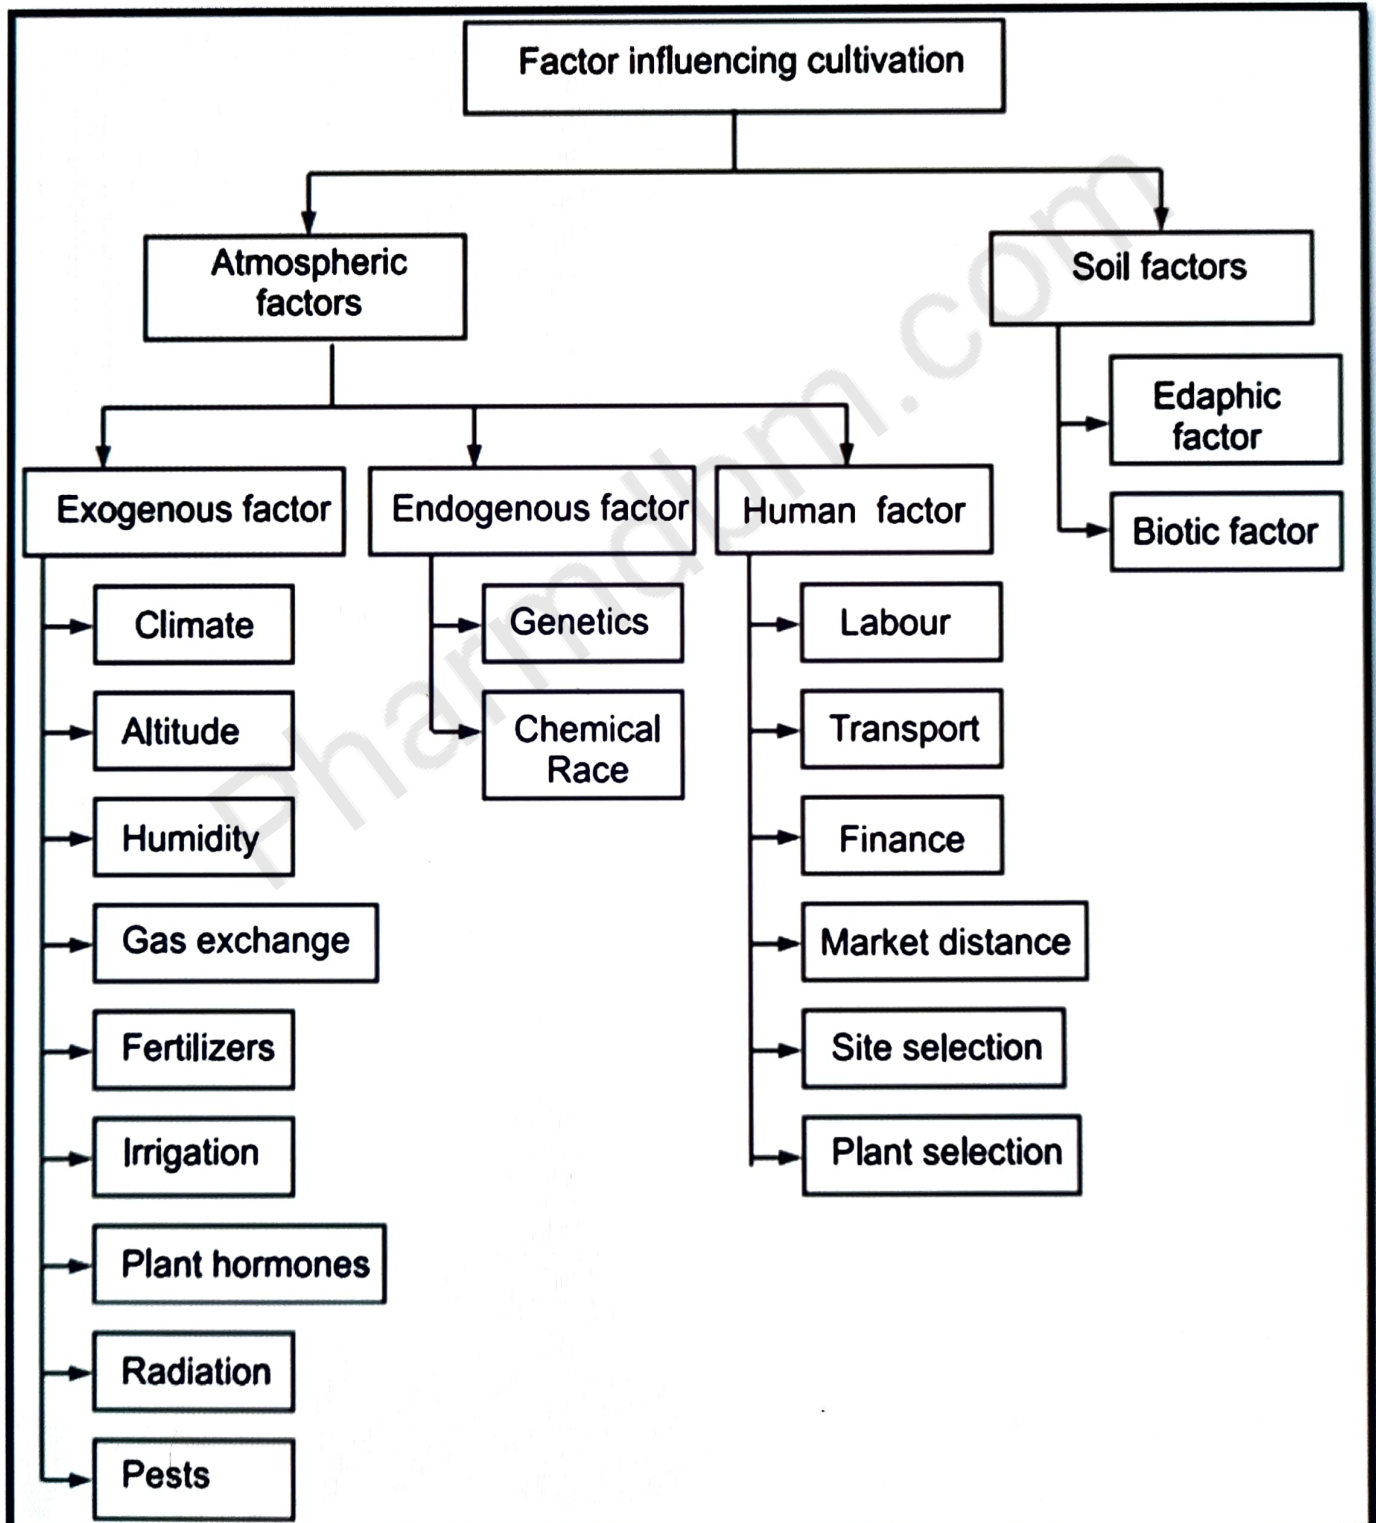 Factor influencing cultivation
Atmospheric
factors
Soil factors
Edaphic
factor
Biotic factor
Exogenous factor
Endogenous factor
Human factor
Climate
Altitude
Humidity
Gas exchange
Fertilizers
Irrigation
Plant hormones
Radiation
Pests
Genetics
Chemical
Race
Labour
Transport
Finance
Market distance
Site selection
Plant selection
Pharmdbm.com